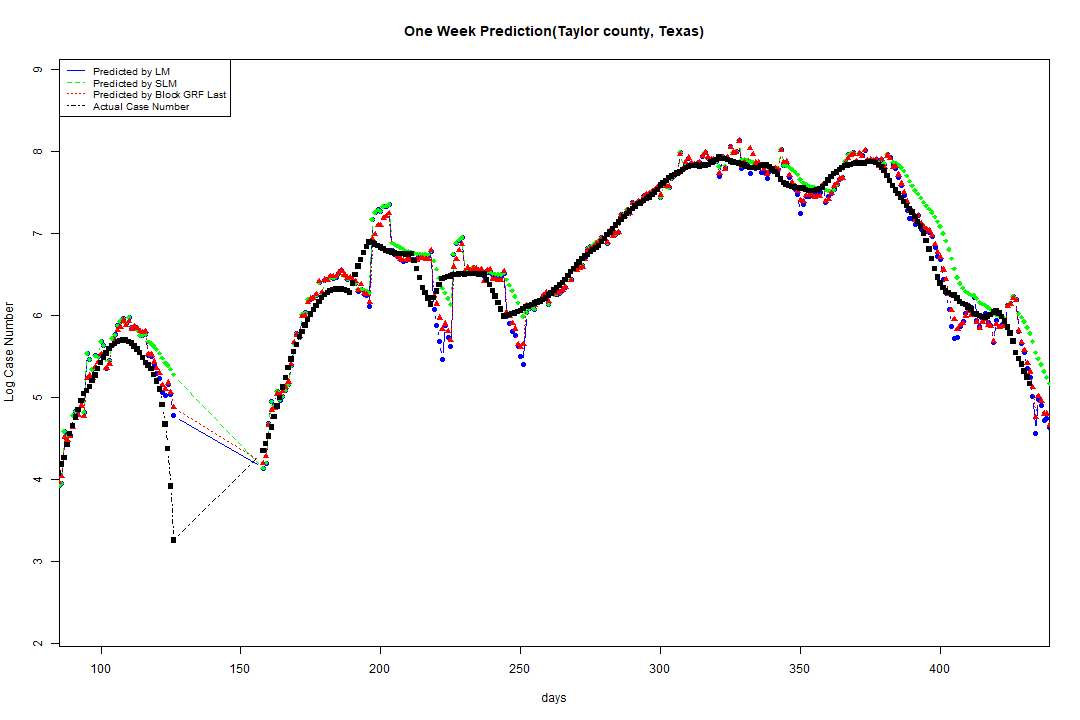 One Week Prediction(Taylor county, Texas)
Predicted by LM
Predicted by SLM
Predicted by Block GRF Last
Actual Case Number
9
8
7
6
5
4
3
2
Log Case Number
100 150 200 250 300 350 400
days